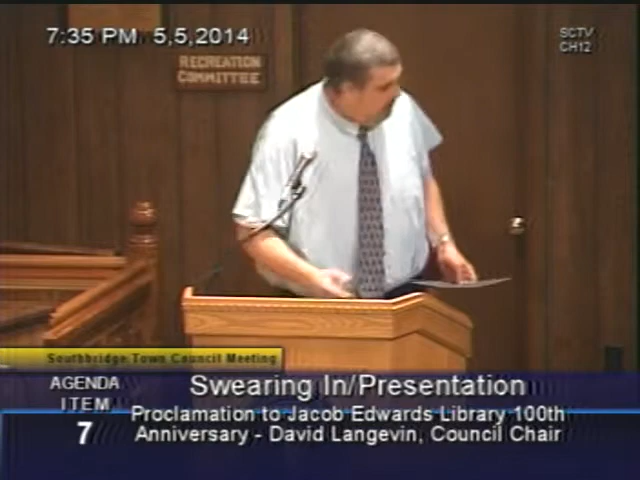 7:35 PM 5,5,2014
SCTV
CH12
RECREATION
COMMITTEE
Southbridge Town Council Meeting
AGENDA
ITEM
7
Swearing In/Presentation
Proclamation to Jacob Edwards Library 100th
Anniversary - David Langevin, Council Chair